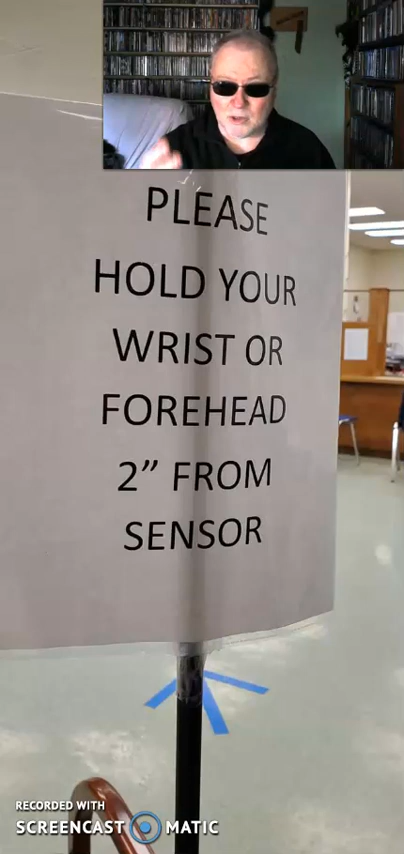 PLEASE
HOLD YOUR
WRIST OR
FOREHEAD
2” FROM
SENSOR
RECORDED WITH
SCREENCAST MATIC